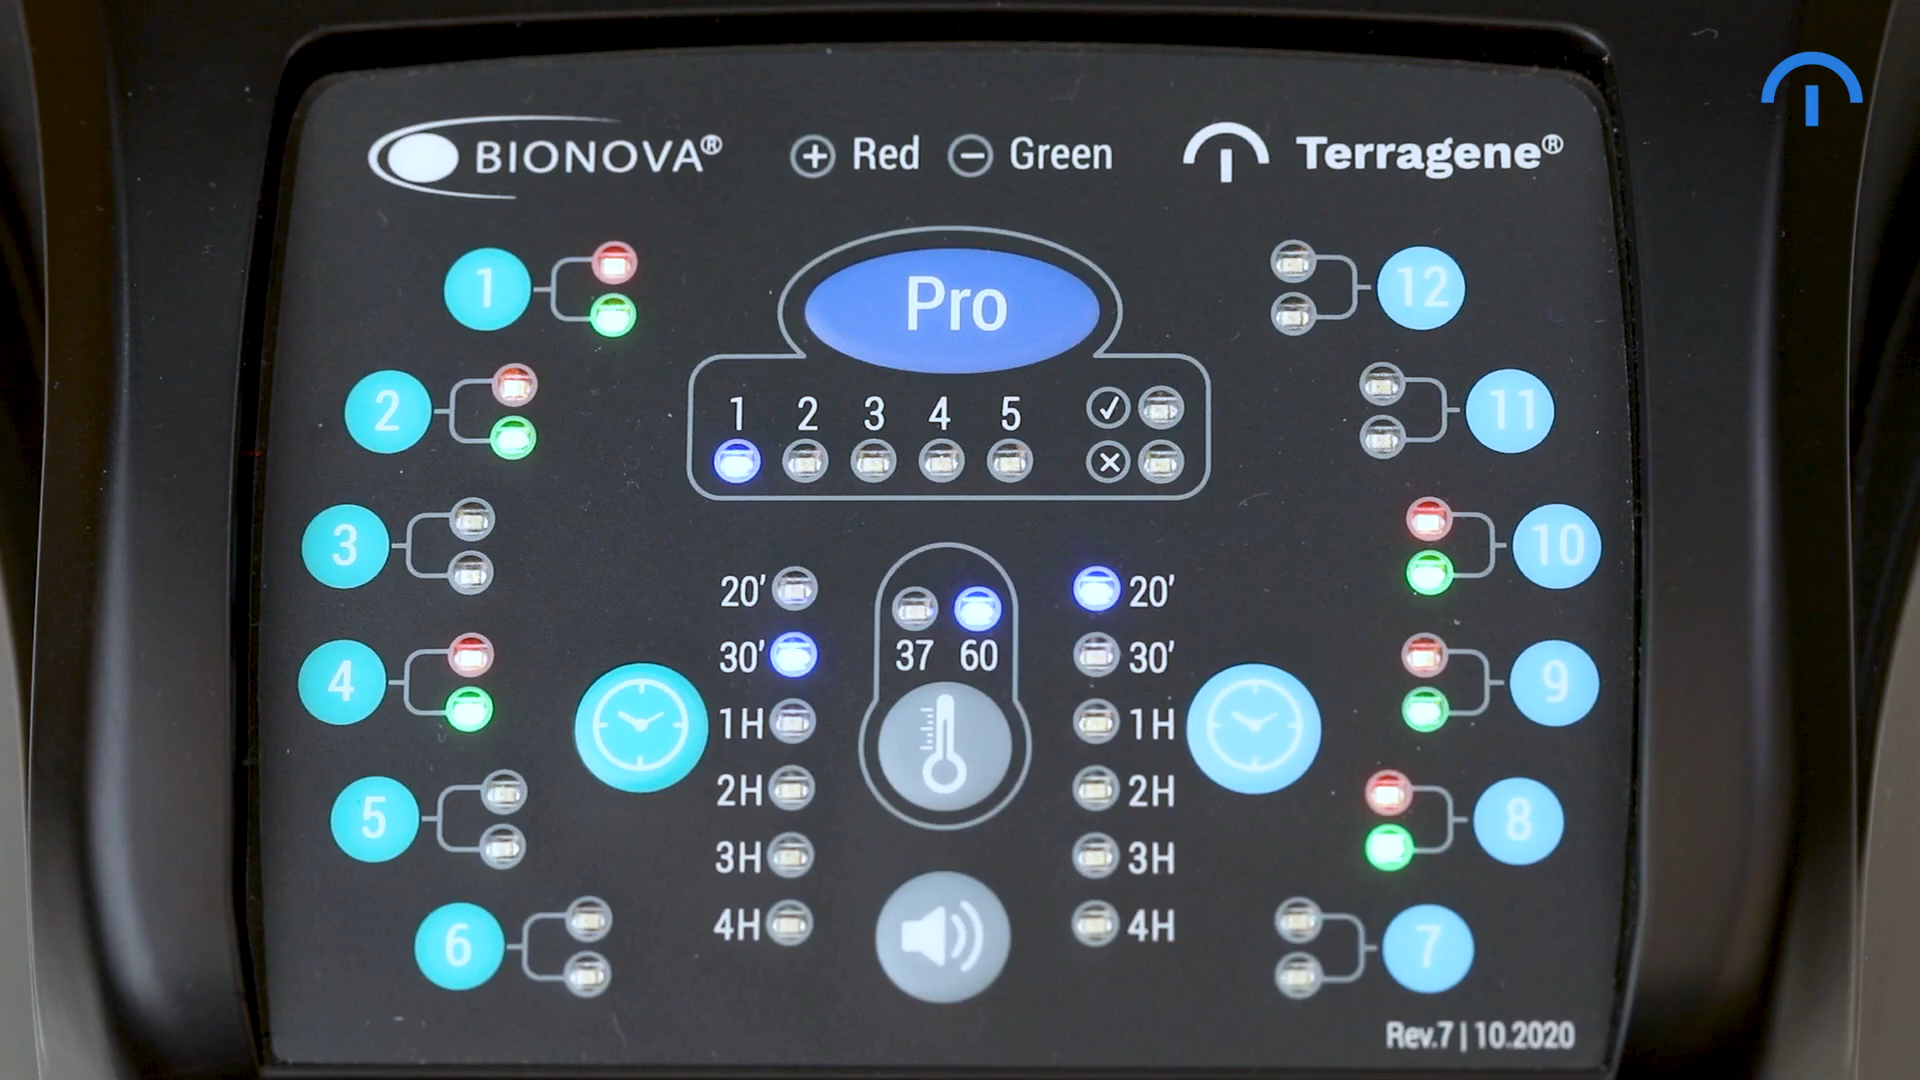 BIONOVA® + Red - Green Terragene®
Pro
1 2 3 4 5
1
2
3
4
5
6
20' 30' 1H 2H 3H 4H
37 60
20' 30' 1H 2H 3H 4H
12
11
10
9
8
7
Rev.7 | 10.2020